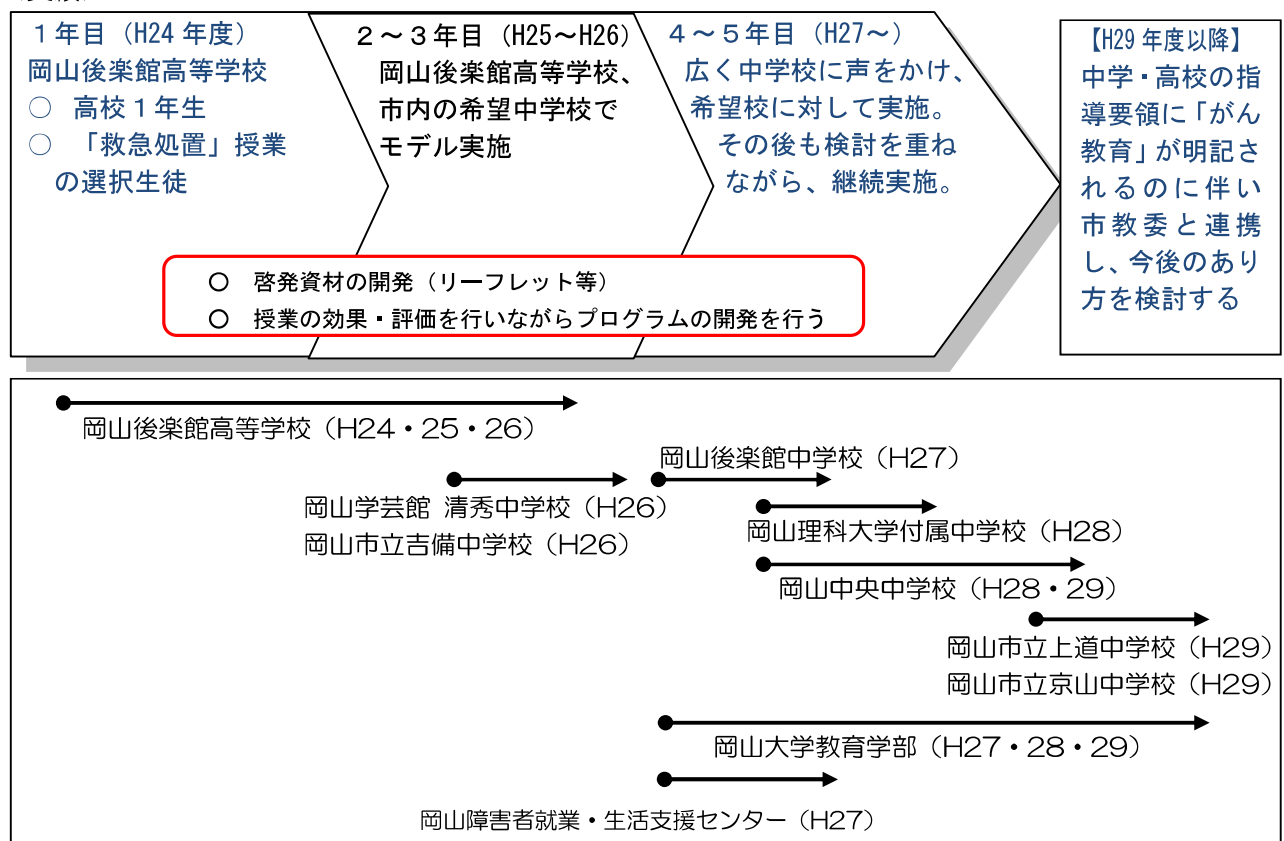 1年目（H24年度）
岡山後楽館高等学校
○　高校1年生
○　「救急処置」授業
の選択生徒
2～3年目（H25～H26）
岡山後楽館高等学校、
市内の希望中学校で
モデル実施
4～5年目（H27～）
広く中学校に声をかけ、
希望校に対して実施。
その後も検討を重ね
ながら、継続実施。
【H29年度以降】
中学・高校の指
導要領に「がん
教育」が明記さ
れるのに伴い
市教委と連携
し、今後のあり
方を検討する
○　啓発資材の開発（リーフレット等）
○　授業の効果・評価を行いながらプログラムの開発を行う
岡山後楽館高等学校（H24・25・26）
岡山後楽館中学校（H27）
岡山学芸館 清秀中学校（H26）
岡山理科大学付属中学校（H28）
岡山市立吉備中学校（H26）
岡山中央中学校（H28・29）
岡山市立上道中学校（H29）
岡山市立京山中学校（H29）
岡山大学教育学部（H27・28・29）
岡山障害者就業・生活支援センター（H27）